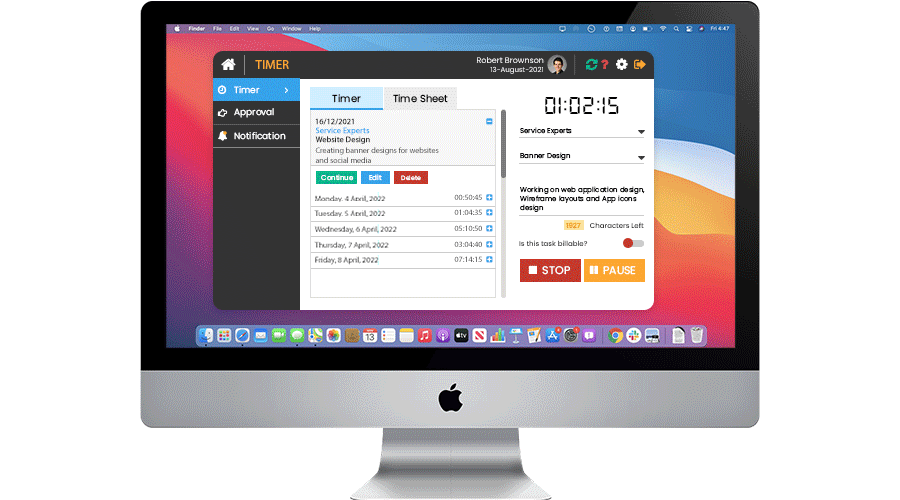 Finder File Edit View Go Window Help
Fri 4:47
TIMER
Robert Brownson
13-August-2021
?
Timer
Approval
Notification
Timer
Time Sheet
16/12/2021
Service Experts
Website Design
Creating banner designs for websites
and social media
Continue
Edit
Delete
Monday. 4 April, 2022 00:50:45
Tuesday. 5 April, 2022 01:04:35
Wednesday, 6 April, 2022 05:10:50
Thursday, 7 April, 2022 03:04:40
Friday, 8 April, 2022 07:14:15
01:02:15
Service Experts
Banner Design
Working on web application design,
Wireframe layouts and App icons
design
1927 Characters Left
Is this task billable?
STOP
PAUSE
13
tv